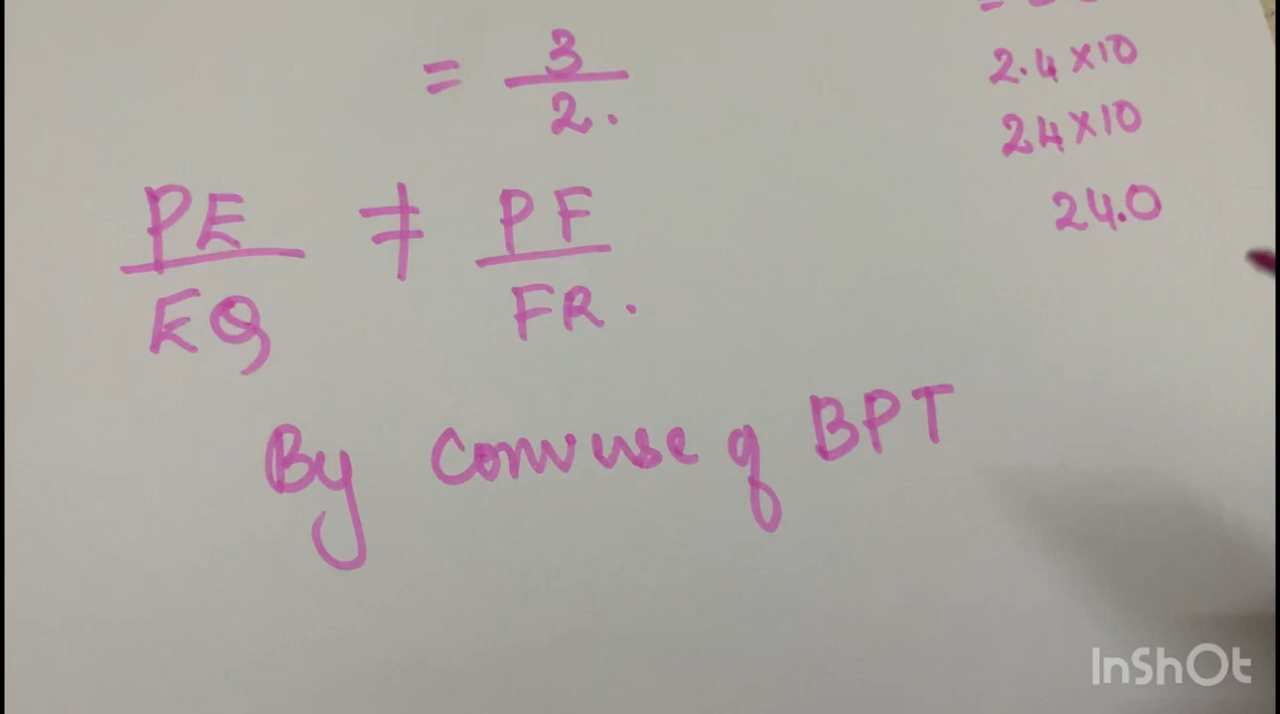 = 3/2.
PE/EQ ≠ PF/FR.
By converse of BPT
2.4 ×10
24 ×10
24.0
InShOt